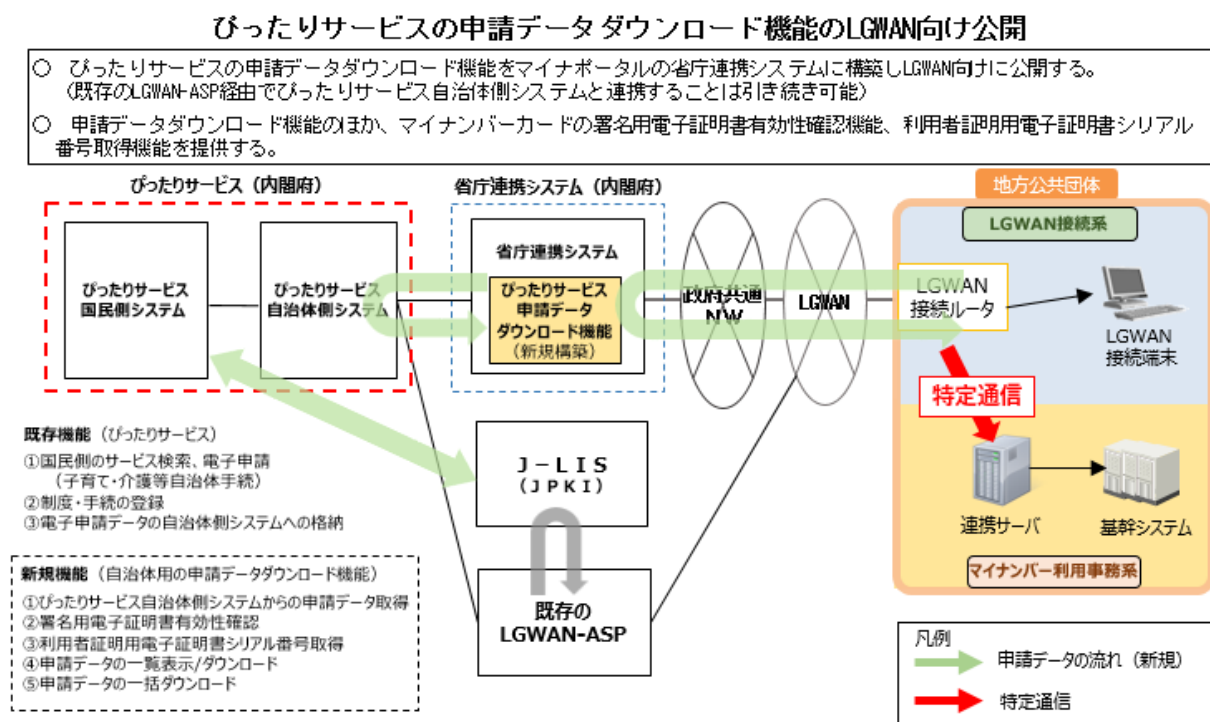 ぴったりサービスの申請データダウンロード機能のLGWAN向け公開
○ ぴったりサービスの申請データダウンロード機能をマイナポータルの省庁連携システムに構築しLGWAN向けに公開する。
(既存のLGWAN-ASP経由でぴったりサービス自治体側システムと連携することは引き続き可能)
○ 申請データダウンロード機能のほか、マイナンバーカードの署名用電子証明書有効性確認機能、利用者証明用電子証明書シリアル
番号取得機能を提供する。
ぴったりサービス（内閣府）
省庁連携システム（内閣府）
地方公共団体
LGWAN接続系
ぴったりサービス
国民側システム
ぴったりサービス
自治体側システム
省庁連携システム
ぴったりサービス
申請データ
ダウンロード機能
（新規構築）
政府共通
NW
LGWAN
LGWAN
接続ルータ
LGWAN
接続端末
特定通信
既存機能（ぴったりサービス）
①国民側のサービス検索、電子申請
（子育て・介護等自治体手続）
②制度・手続の登録
③電子申請データの自治体側システムへの格納
J－LIS
(JPKI)
連携サーバ
基幹システム
マイナンバー利用事務系
新規機能（自治体用の申請データダウンロード機能）
①ぴったりサービス自治体側システムからの申請データ取得
②署名用電子証明書有効性確認
③利用者証明用電子証明書シリアル番号取得
④申請データの一覧表示/ダウンロード
⑤申請データの一括ダウンロード
既存の
LGWAN-ASP
凡例
申請データの流れ（新規）
特定通信